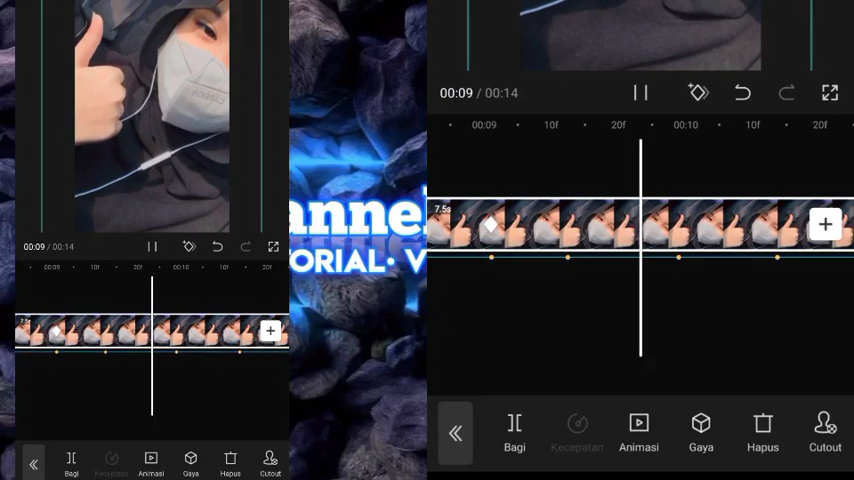 00:09 / 00:14
00:09 10f 20f 00:10 10f 20f
7.5s
Bagi Kecepatan Animasi Gaya Hapus Cutout
anne
TORIAL• V
00:09 / 00:14
00:09 10f 20f 00:10 10f 20f
7.5s
Bagi Kecepatan Animasi Gaya Hapus Cutout